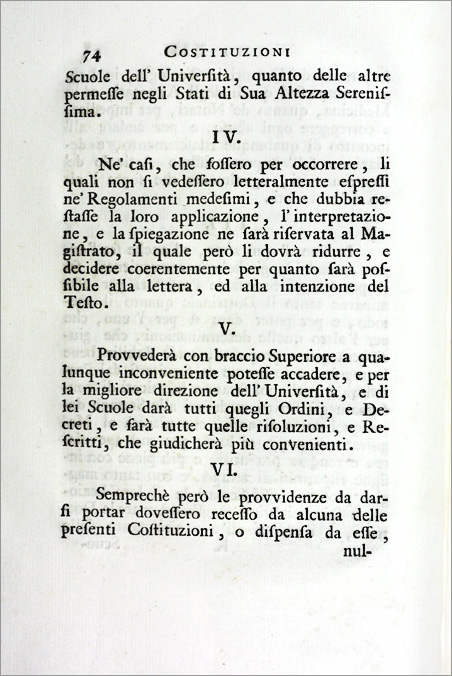 74 COSTITUZIONI
Scuole dell' Univerſità, quanto delle altre
permeſſe negli Stati di Sua Altezza Sereniſ-
ſima.
IV.
Ne' caſi, che foſſero per occorrere, li
quali non ſi vedeſſero letteralmente eſpreſſi
ne' Regolamenti medeſimi, e che dubbia re-
ſtaſſe la loro applicazione, l' interpretazio-
ne, e la ſpiegazione ne ſarà riſervata al Ma-
giſtrato, il quale però li dovrà ridurre, e
decidere coerentemente per quanto ſarà poſ-
ſibile alla lettera, ed alla intenzione del
Teſto.
V.
Provvederà con braccio Superiore a qua-
lunque inconveniente poteſſe accadere, e per
la migliore direzione dell' Univerſità, e di
lei Scuole darà tutti quegli Ordini, e De-
creti, e farà tutte quelle riſoluzioni, e Re-
ſcritti, che giudicherà più convenienti.
VI.
Semprechè però le provvidenze da dar-
ſi portar doveſſero receſſo da alcuna delle
preſenti Coſtituzioni, o diſpenſa da eſſe,
nul-